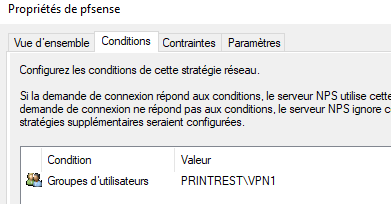 Propriétés de pfsense
Vue d'ensemble Conditions Contraintes Paramètres
Configurez les conditions de cette stratégie réseau.
Si la demande de connexion répond aux conditions, le serveur NPS utilise cette
demande de connexion ne répond pas aux conditions, le serveur NPS ignore c
stratégies supplémentaires seraient configurées.
Condition Valeur
Groupes d'utilisateurs PRINTREST\VPN1